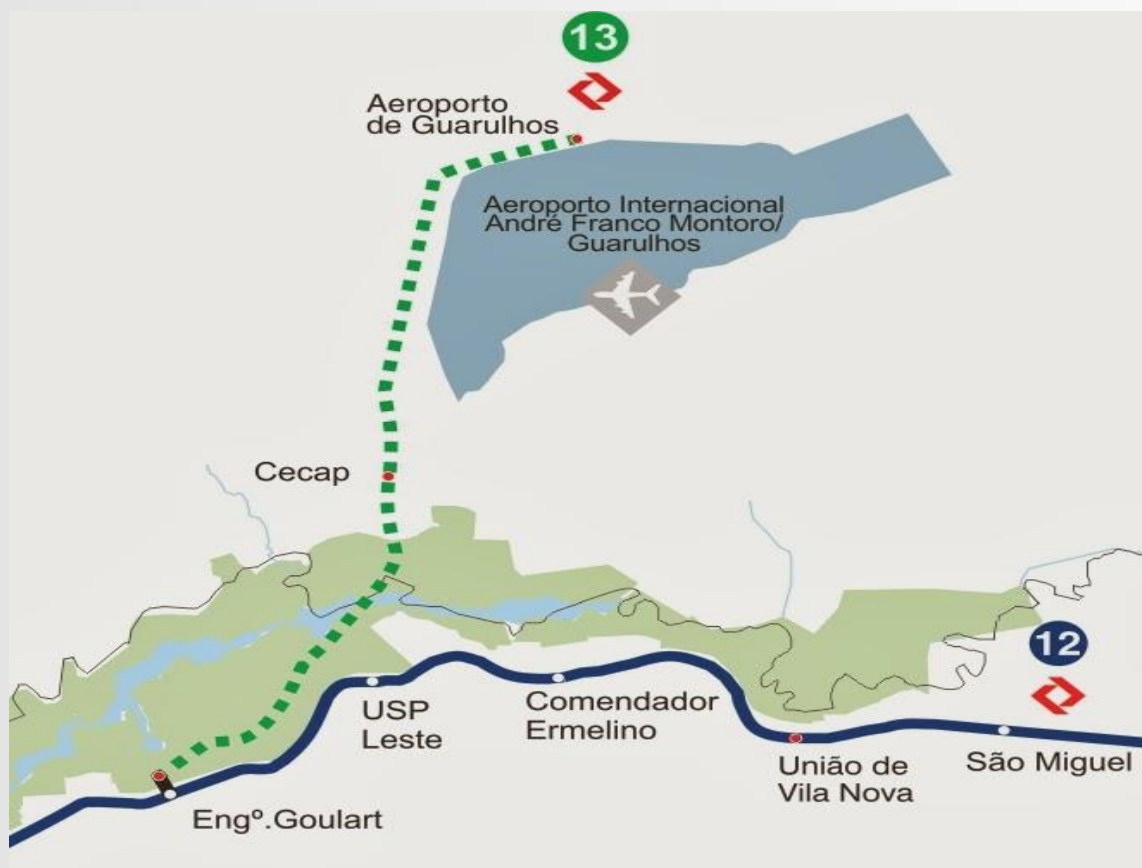 13
Aeroporto
de Guarulhos
Aeroporto Internacional
André Franco Montoro/
Guarulhos
Cecap
12
USP
Leste
Comendador
Ermelino
União de
Vila Nova
São Miguel
Engº.Goulart